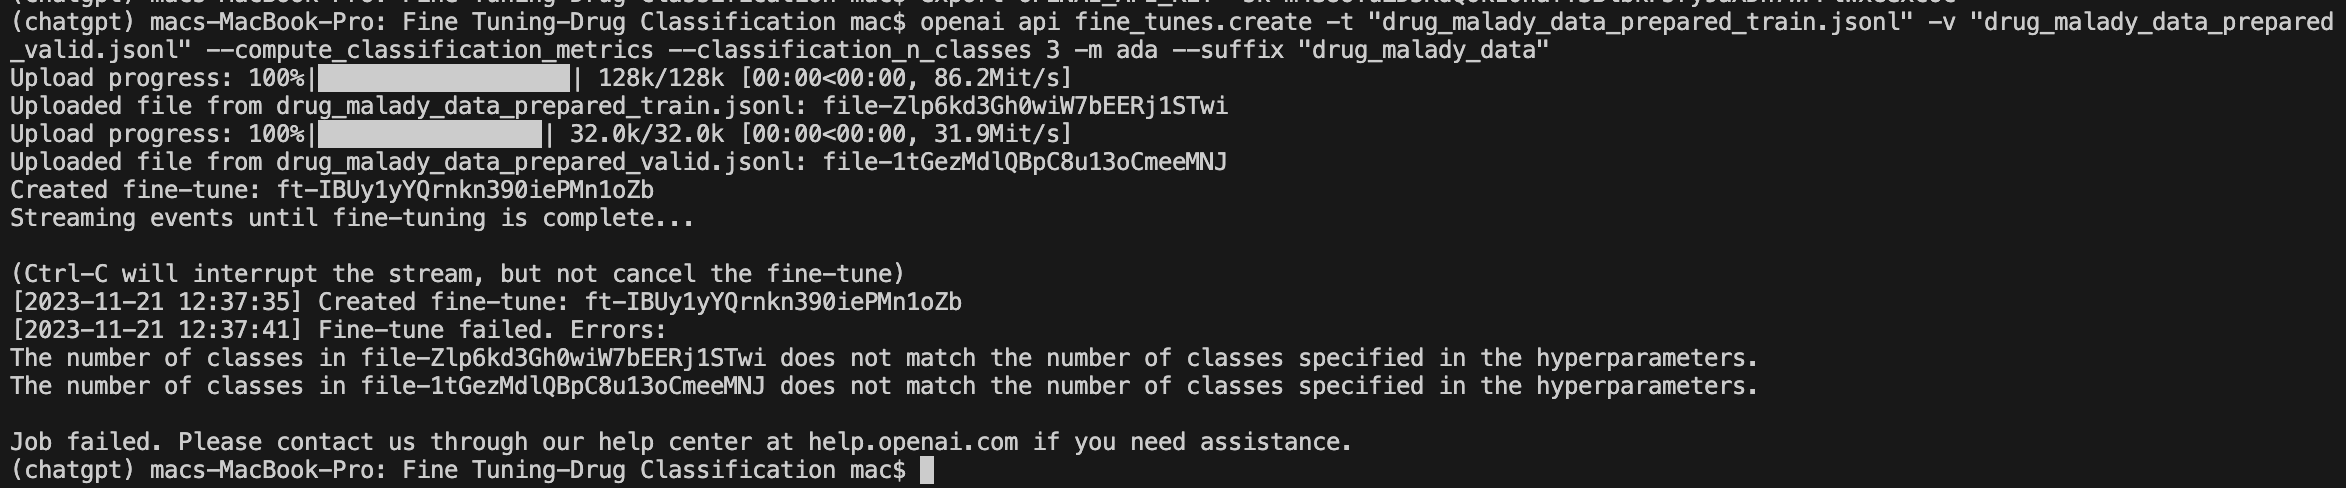 (chatgpt) macs-MacBook-Pro: Fine Tuning-Drug Classification mac$ openai api fine_tunes.create -t "drug_malady_data_prepared_train.jsonl" -v "drug_malady_data_prepared
_valid.jsonl" --compute_classification_metrics --classification_n_classes 3 -m ada --suffix "drug_malady_data"
Upload progress: 100%|| 128k/128k [00:00<00:00, 86.2Mit/s]
Uploaded file from drug_malady_data_prepared_train.jsonl: file-Zlp6kd3Gh0wiW7bEERj1STwi
Upload progress: 100%|| 32.0k/32.0k [00:00<00:00, 31.9Mit/s]
Uploaded file from drug_malady_data_prepared_valid.jsonl: file-1tGezMdlQBpC8u13oCmeeMNJ
Created fine-tune: ft-IBUy1yYQrnkn390iePMn1oZb
Streaming events until fine-tuning is complete...
(Ctrl-C will interrupt the stream, but not cancel the fine-tune)
[2023-11-21 12:37:35] Created fine-tune: ft-IBUy1yYQrnkn390iePMn1oZb
[2023-11-21 12:37:41] Fine-tune failed. Errors:
The number of classes in file-Zlp6kd3Gh0wiW7bEERj1STwi does not match the number of classes specified in the hyperparameters.
The number of classes in file-1tGezMdlQBpC8u13oCmeeMNJ does not match the number of classes specified in the hyperparameters.
Job failed. Please contact us through our help center at help.openai.com if you need assistance.
(chatgpt) macs-MacBook-Pro: Fine Tuning-Drug Classification mac$